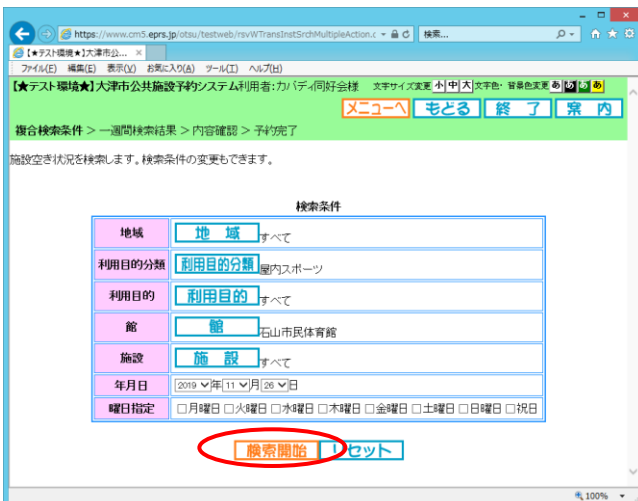 https://www.cm5.eprs.jp/otsu/testweb/rsvWTransInstSrchMultipleAction.c
検索...
【★テスト環境★】大津市公共...
ファイル(F) 編集(E) 表示(V) お気に入り(A) ツール(T) ヘルプ(H)
【★テスト環境★】大津市公共施設予約システム利用者:カバディ同好会様 文字サイズ変更 小 中 大 文字色・背景色変更 あ あ あ あ
メニューへ もどる 終了 案内
複合検索条件 > 一週間検索結果 > 内容確認 > 予約完了
施設空き状況を検索します。検索条件の変更もできます。
検索条件
地域 地域 すべて
利用目的分類 利用目的分類 屋内スポーツ
利用目的 利用目的 すべて
館 館 石山市民体育館
施設 施設 すべて
年月日 2019 年 11 月 26 日
曜日指定 □月曜日 □火曜日 □水曜日 □木曜日 □金曜日 □土曜日 □日曜日 □祝日
検索開始 リセット
100%